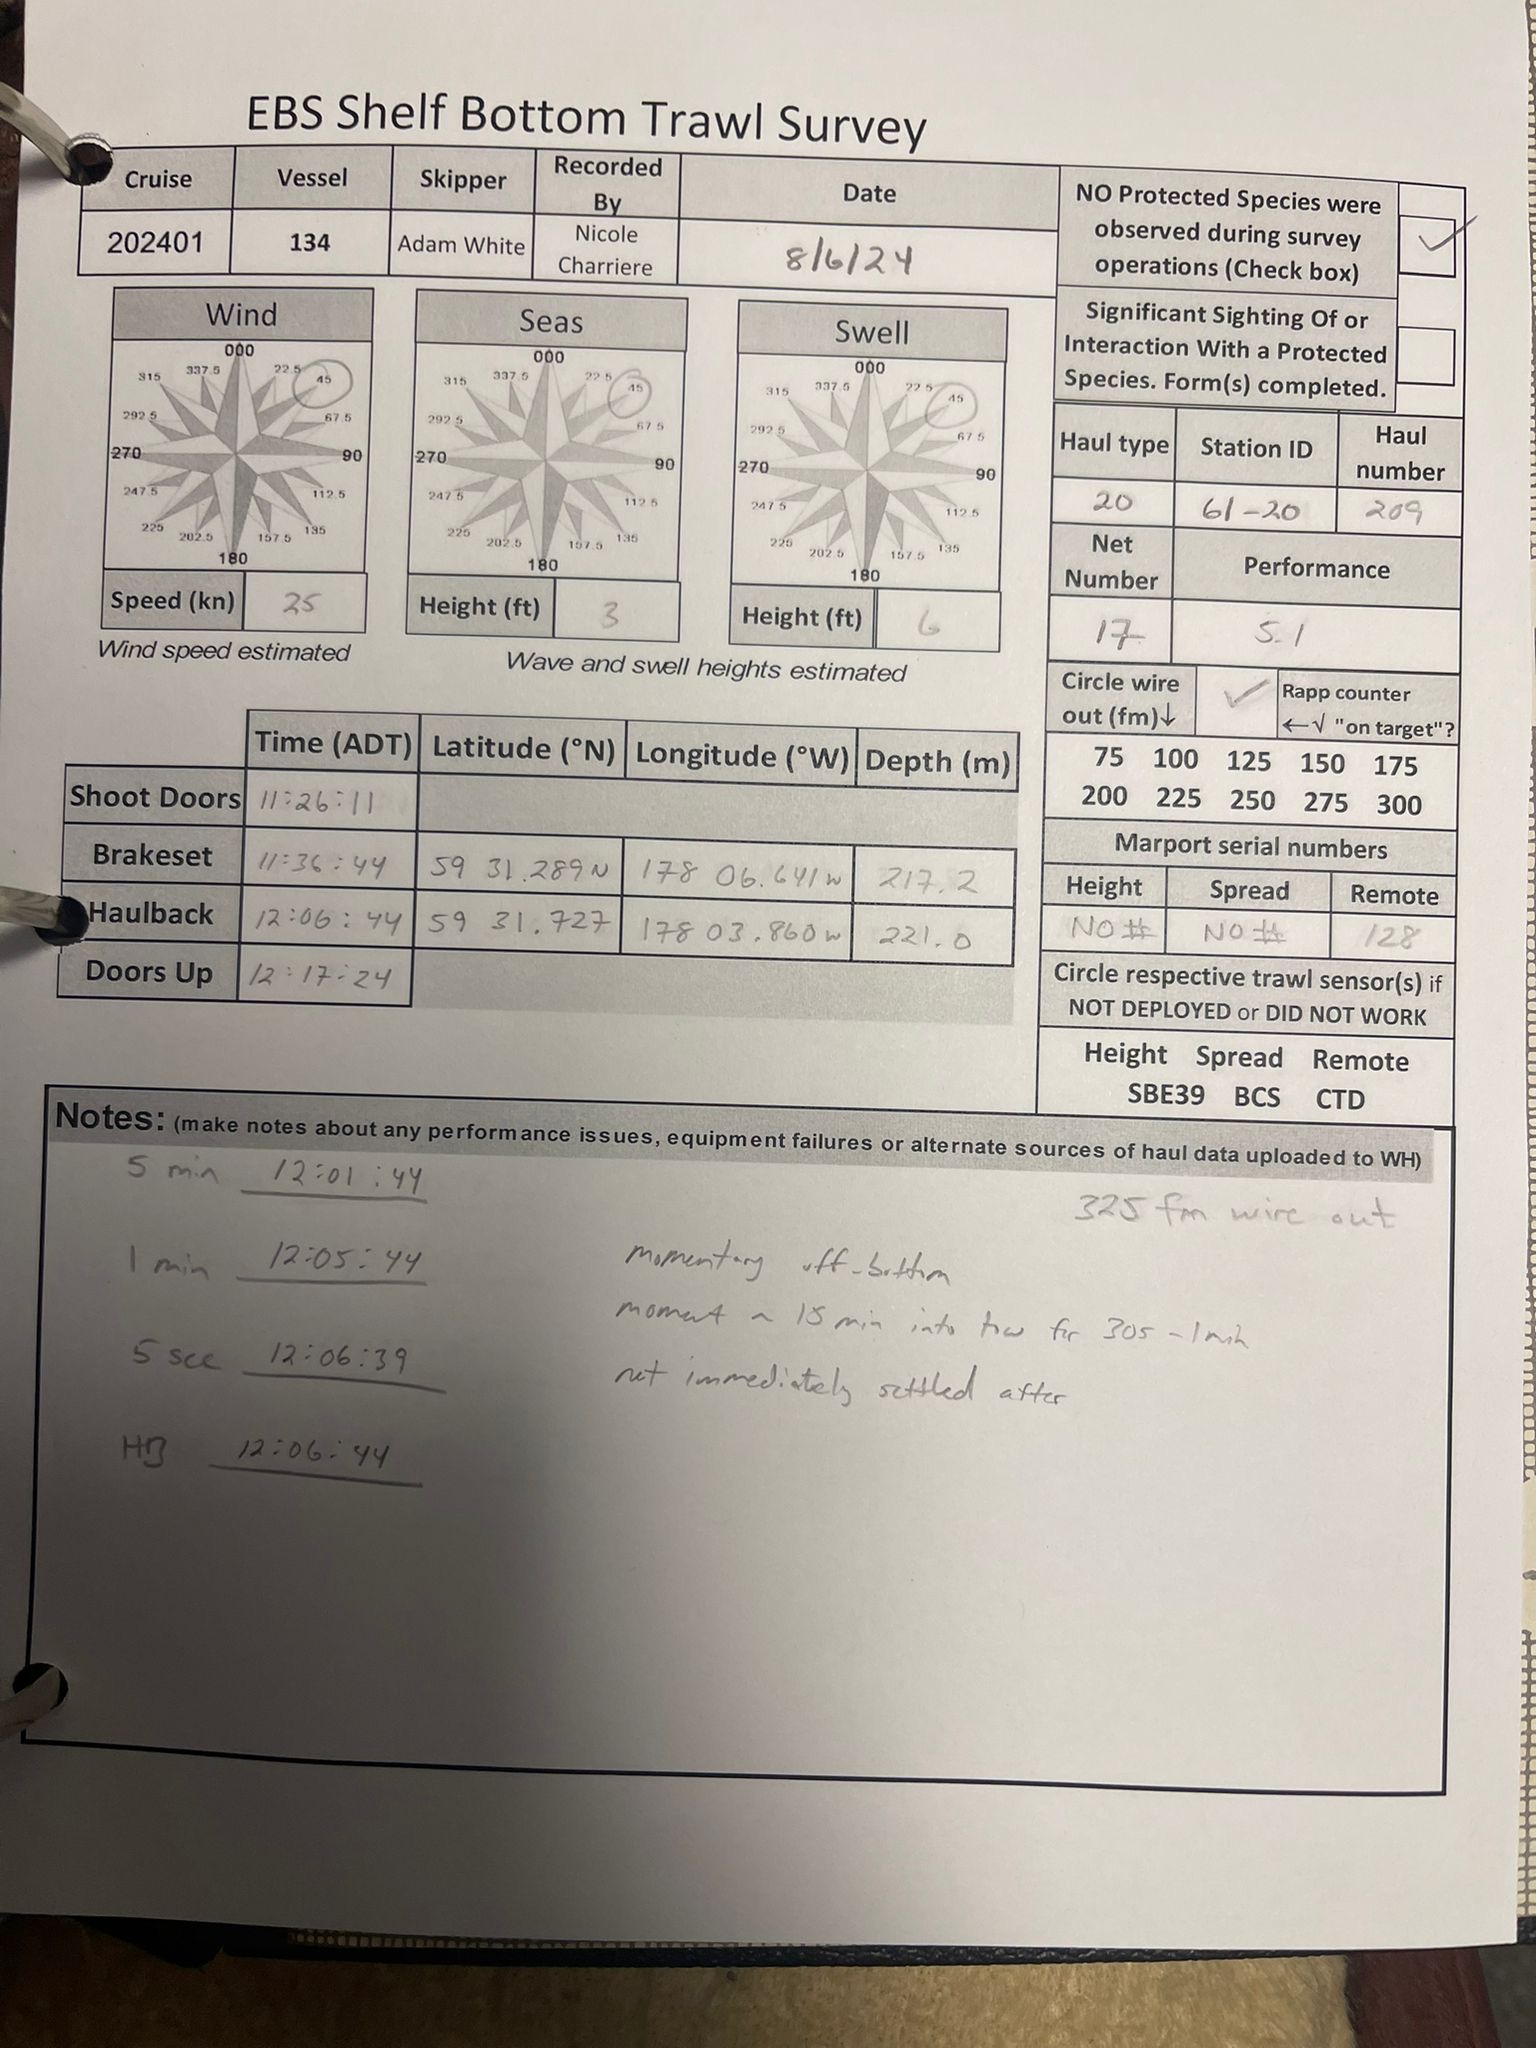 EBS Shelf Bottom Trawl Survey
Cruise Vessel Skipper Recorded By Date
202401 134 Adam White Nicole Charriere 8/6/24
NO Protected Species were
observed during survey
operations (Check box) ✓
Significant Sighting Of or
Interaction With a Protected
Species. Form(s) completed.
Wind
000
22.5
45
67.5
90
112.5
135
157.5
180
202.5
225
247.5
270
292.5
315
337.5
Speed (kn) 25
Wind speed estimated
Seas
000
22.5
45
67.5
90
112.5
135
157.5
180
202.5
225
247.5
270
292.5
315
337.5
Height (ft) 3
Swell
000
22.5
45
67.5
90
112.5
135
157.5
180
202.5
225
247.5
270
292.5
315
337.5
Height (ft) 6
Wave and swell heights estimated
Haul type Station ID Haul number
20 61-20 209
Net Number Performance
17 5.1
Circle wire out (fm)↓ ✓ Rapp counter ←√ "on target"?
75 100 125 150 175
200 225 250 275 300
Marport serial numbers
Height Spread Remote
NO # NO # 128
Circle respective trawl sensor(s) if
NOT DEPLOYED or DID NOT WORK
Height Spread Remote
SBE39 BCS CTD
Time (ADT) Latitude (°N) Longitude (°W) Depth (m)
Shoot Doors 11:26:11
Brakeset 11:36:44 59 31.289N 178 06.641W 217.2
Haulback 12:06:44 59 31.727 178 03.860W 221.0
Doors Up 12:17:24
Notes: (make notes about any performance issues, equipment failures or alternate sources of haul data uploaded to WH)
5 min 12:01:44
325 fm wire out
1 min 12:05:44
momentary off-bottom
moment ~ 15 min into tow for 30s - 1 min
5 sec 12:06:39
net immediately settled after
HB 12:06:44